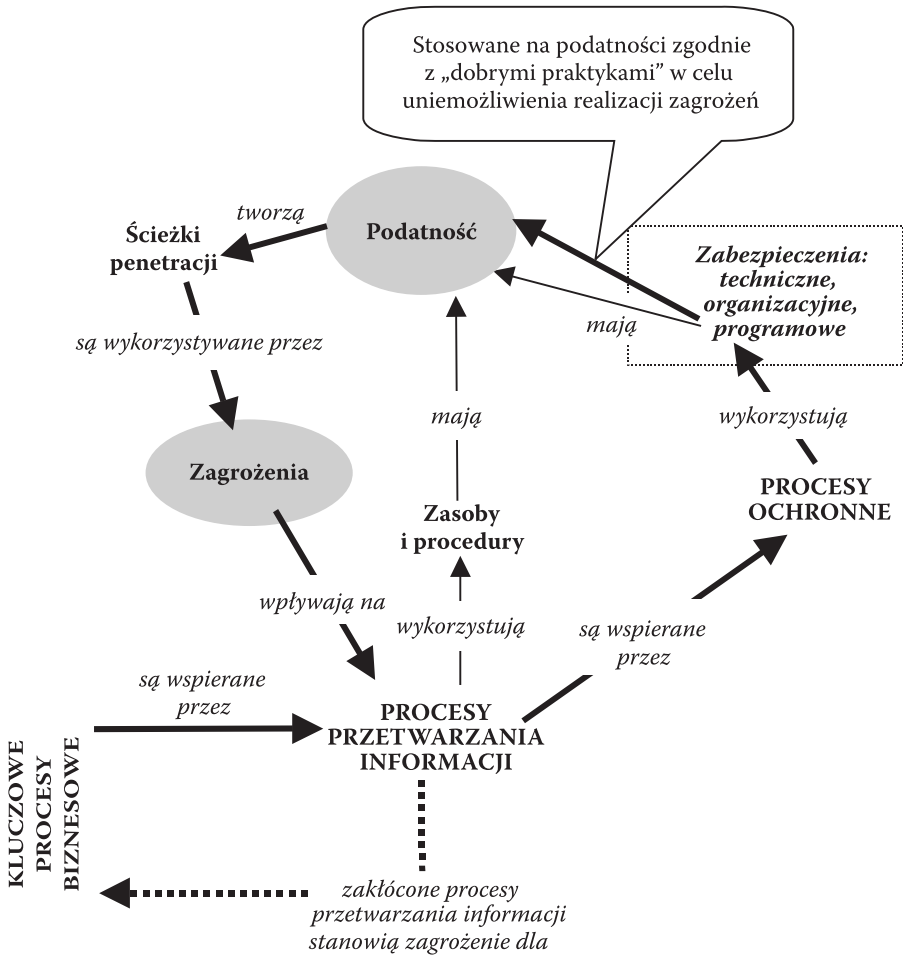 Stosowane na podatności zgodnie
z „dobrymi praktykami” w celu
uniemożliwienia realizacji zagrożeń
tworzą
Podatność
Ścieżki
penetracji
Zabezpieczenia:
techniczne,
organizacyjne,
programowe
mają
są wykorzystywane przez
mają
wykorzystują
Zagrożenia
PROCESY
OCHRONNE
Zasoby
i procedury
wpływają na
wykorzystują
są wspierane
przez
są wspierane
przez
PROCESY
PRZETWARZANIA
INFORMACJI
KLUCZOWE
PROCESY
BIZNESOWE
zakłócone procesy
przetwarzania informacji
stanowią zagrożenie dla